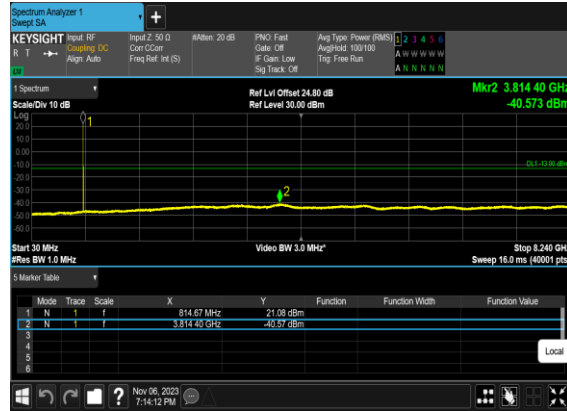 Spectrum Analyzer 1
Swept SA
+
KEYSIGHT Input: RF Input Z: 50 Ω #Atten: 20 dB PNO: Fast Avg Type: Power (RMS) 1 2 3 4 5 6
R T Coupling: DC Corr CCorr Gate: Off Avg|Hold: 100/100 A W W W W W
Align: Auto Freq Ref: Int (S) IF Gain: Low Trig: Free Run
Sig Track: Off A N N N N N
1 Spectrum Ref Lvl Offset 24.80 dB Mkr2 3.814 40 GHz
Scale/Div 10 dB Ref Level 30.00 dBm -40.573 dBm
Log
20.0
10.0
0.00
-10.0
-20.0
-30.0
-40.0
-50.0
-60.0
1
2
DL1 -13.00 dBm
Start 30 MHz Video BW 3.0 MHz* Stop 8.240 GHz
#Res BW 1.0 MHz Sweep 16.0 ms (40001 pts)
5 Marker Table
Mode Trace Scale X Y Function Function Width Function Value
1 N 1 f 814.67 MHz 21.08 dBm
2 N 1 f 3.814 40 GHz -40.57 dBm
3
4
5
6
Local
? Nov 06, 2023
7:14:12 PM